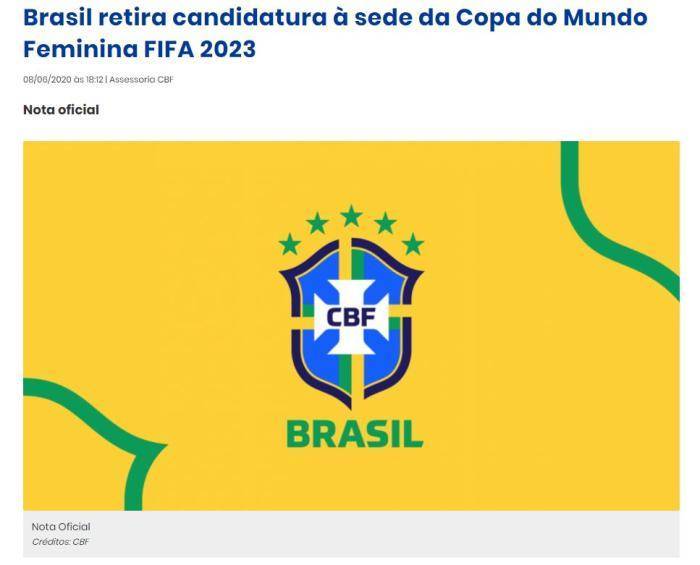 Brasil retira candidatura à sede da Copa do Mundo
Feminina FIFA 2023
08/06/2020 às 18:12 | Assessoria CBF
Nota oficial
CBF
BRASIL
Nota Oficial
Créditos: CBF